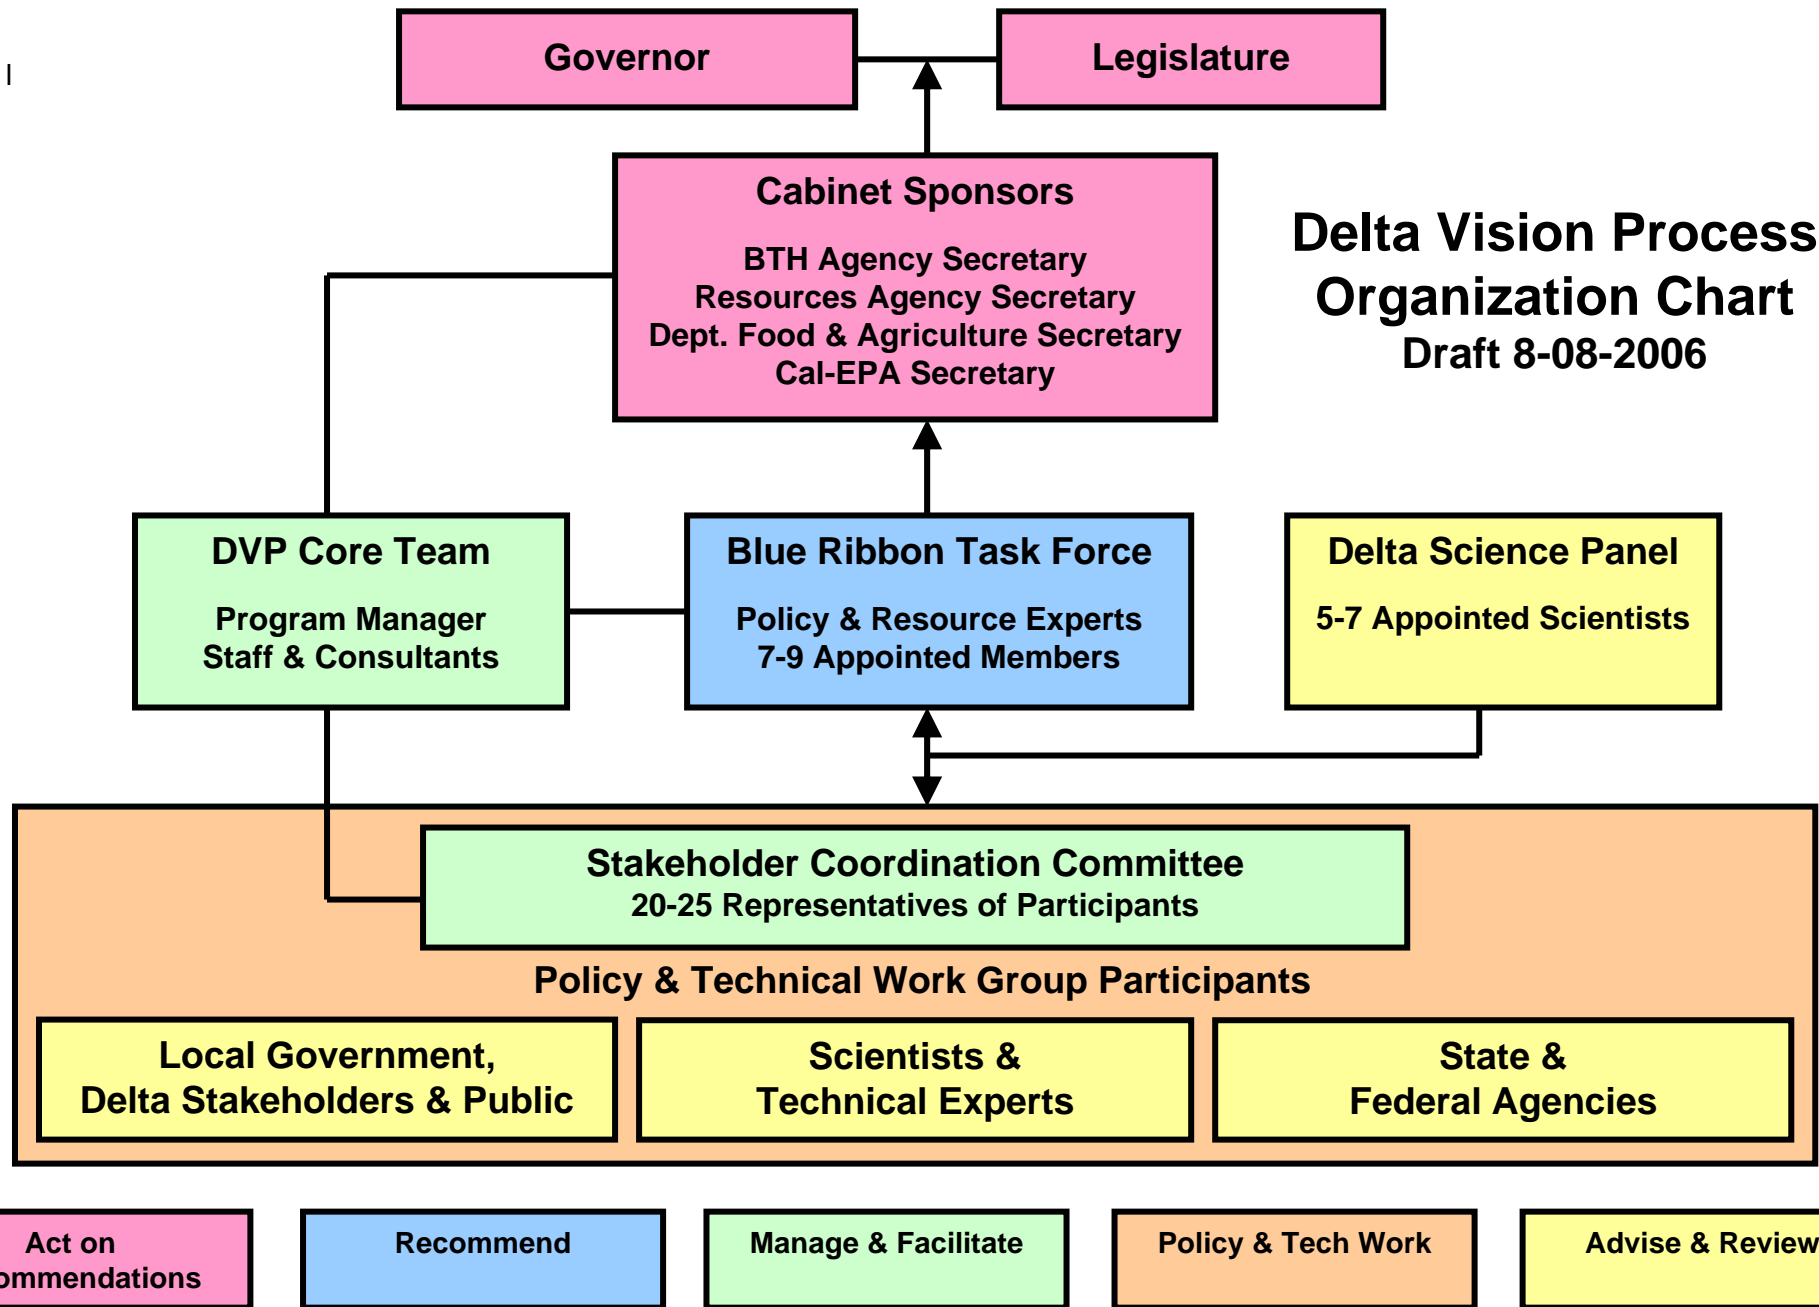 Governor
Legislature
Cabinet Sponsors
BTH Agency Secretary
Resources Agency Secretary
Dept. Food & Agriculture Secretary
Cal-EPA Secretary
Delta Vision Process
Organization Chart
Draft 8-08-2006
DVP Core Team
Program Manager
Staff & Consultants
Blue Ribbon Task Force
Policy & Resource Experts
7-9 Appointed Members
Delta Science Panel
5-7 Appointed Scientists
Stakeholder Coordination Committee
20-25 Representatives of Participants
Policy & Technical Work Group Participants
Local Government,
Delta Stakeholders & Public
Scientists &
Technical Experts
State &
Federal Agencies
Act on
ommendations
Recommend
Manage & Facilitate
Policy & Tech Work
Advise & Review